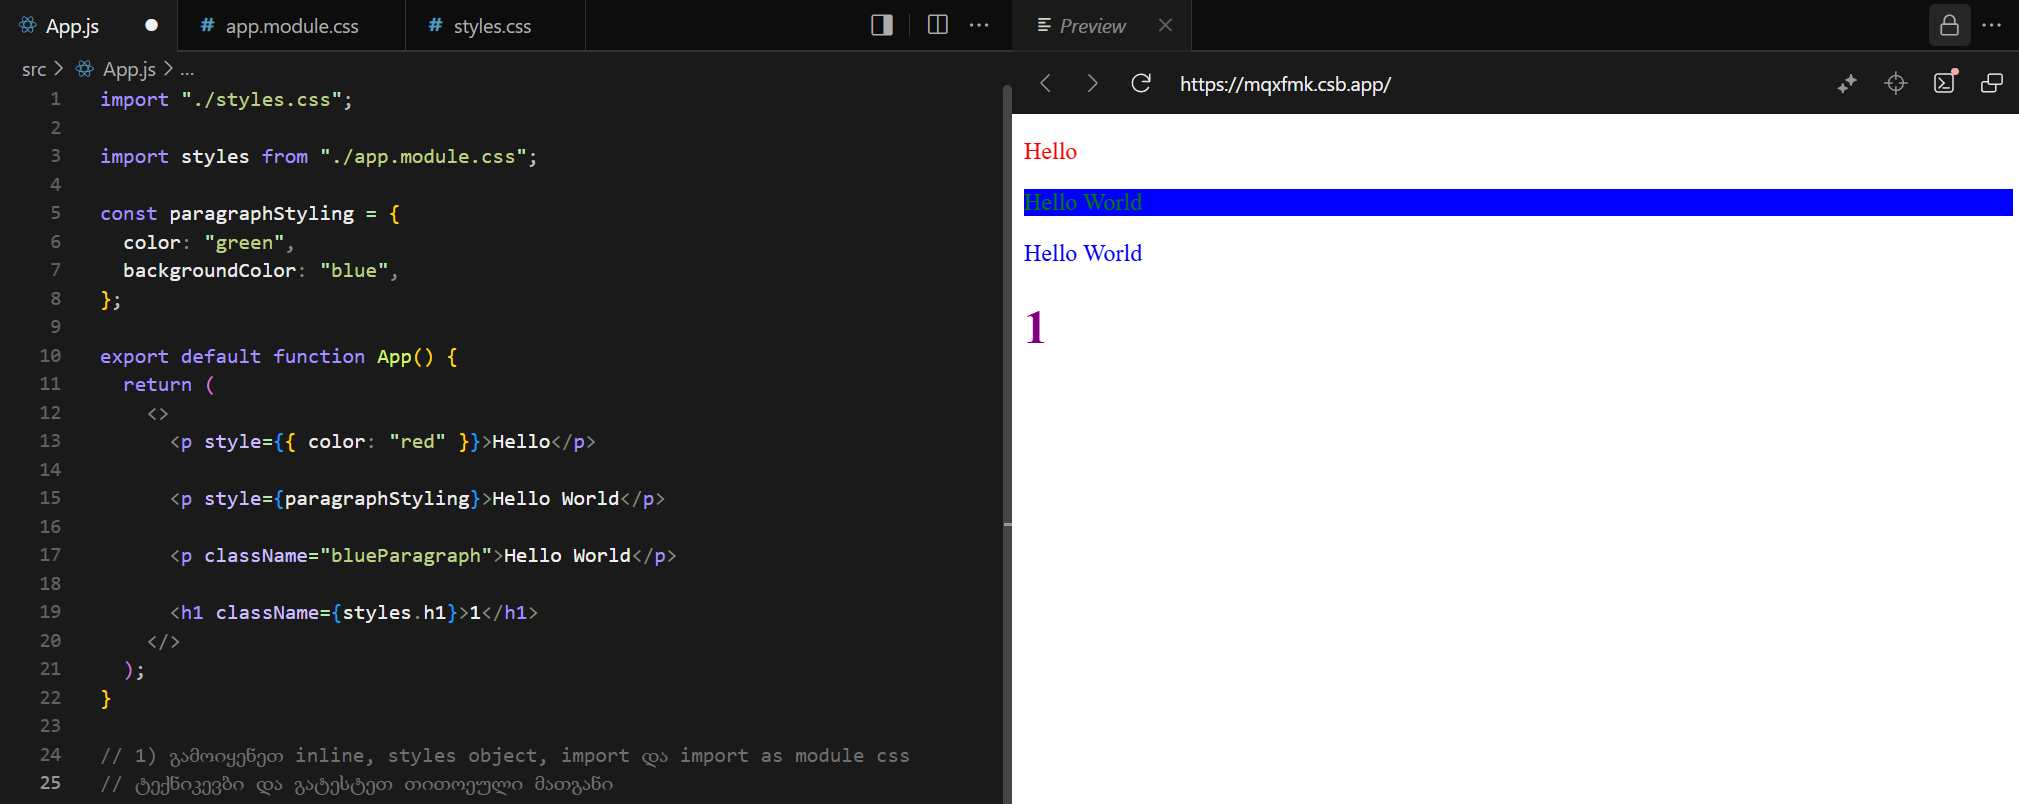 App.js
# app.module.css
# styles.css
Preview
src > App.js > ...
https://mqxfmk.csb.app/
1 import "./styles.css";
2
3 import styles from "./app.module.css";
4
5 const paragraphStyling = {
6 color: "green",
7 backgroundColor: "blue",
8 };
9
10 export default function App() {
11 return (
12 <>
13 <p style={{ color: "red" }}>Hello</p>
14
15 <p style={paragraphStyling}>Hello World</p>
16
17 <p className="blueParagraph">Hello World</p>
18
19 <h1 className={styles.h1}>1</h1>
20 </>
21 );
22 }
23
24 // 1) გამოიყენეთ inline, styles object, import და import as module css
25 // ტექნიკევბი და გატესტეთ თითოეული მათგანი
Hello
Hello World
Hello World
1